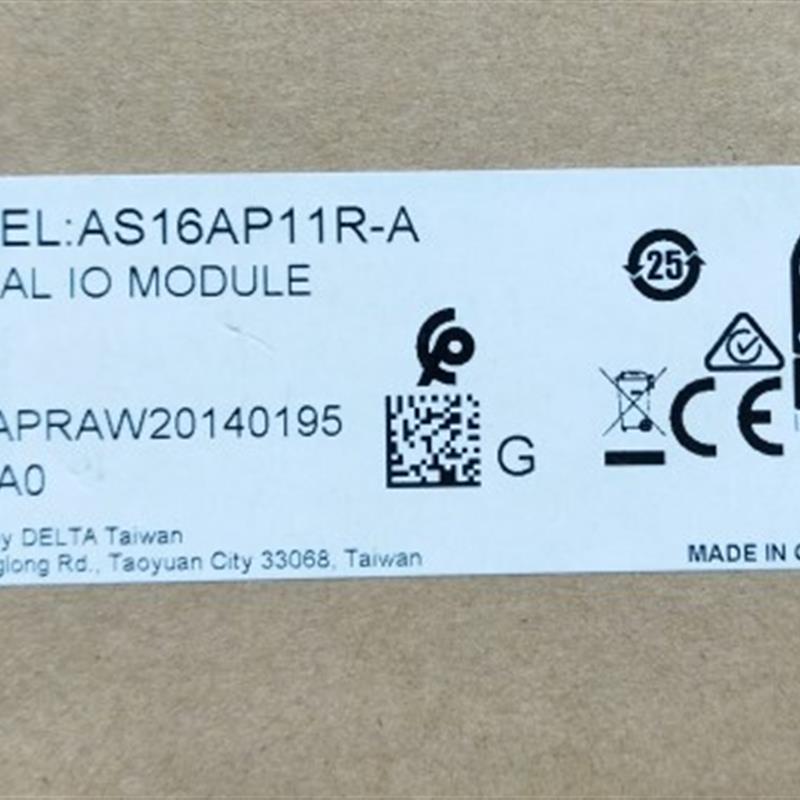 EL:AS16AP11R-A
AL IO MODULE
25
APRAW20140195
G
A0
y DELTA Taiwan
glong Rd., Taoyuan City 33068, Taiwan
MADE IN C